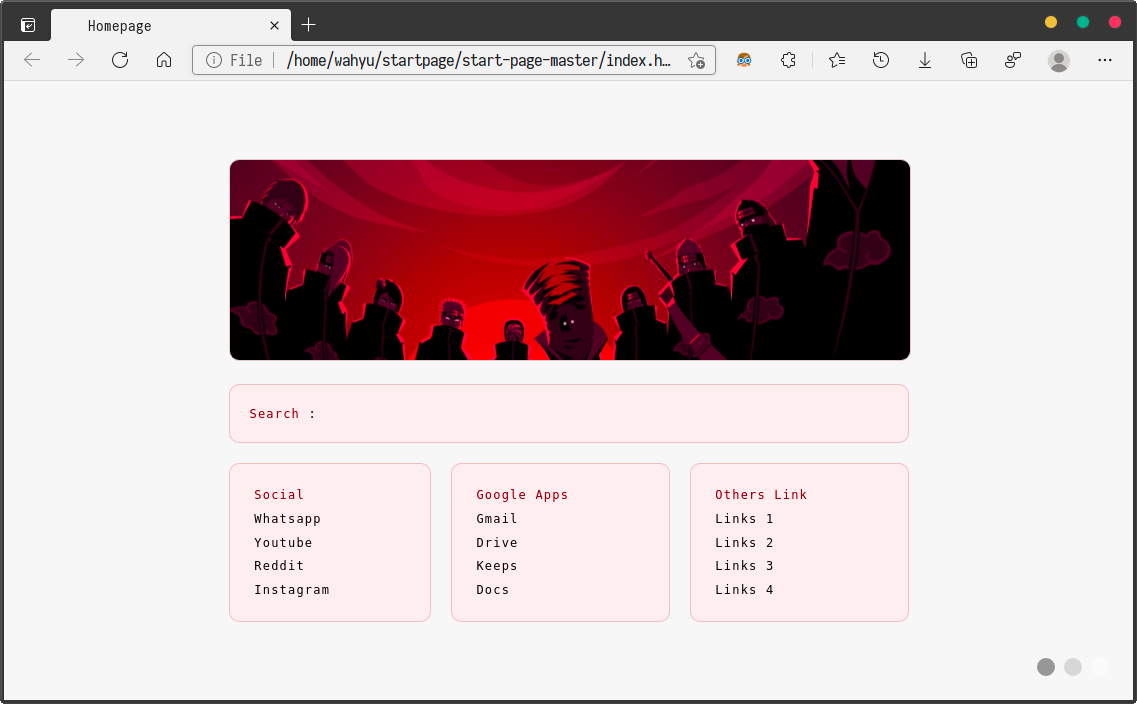 Homepage
File
/home/wahyu/startpage/start-page-master/index.h…
Search :
Social
Whatsapp
Youtube
Reddit
Instagram
Google Apps
Gmail
Drive
Keeps
Docs
Others Link
Links 1
Links 2
Links 3
Links 4